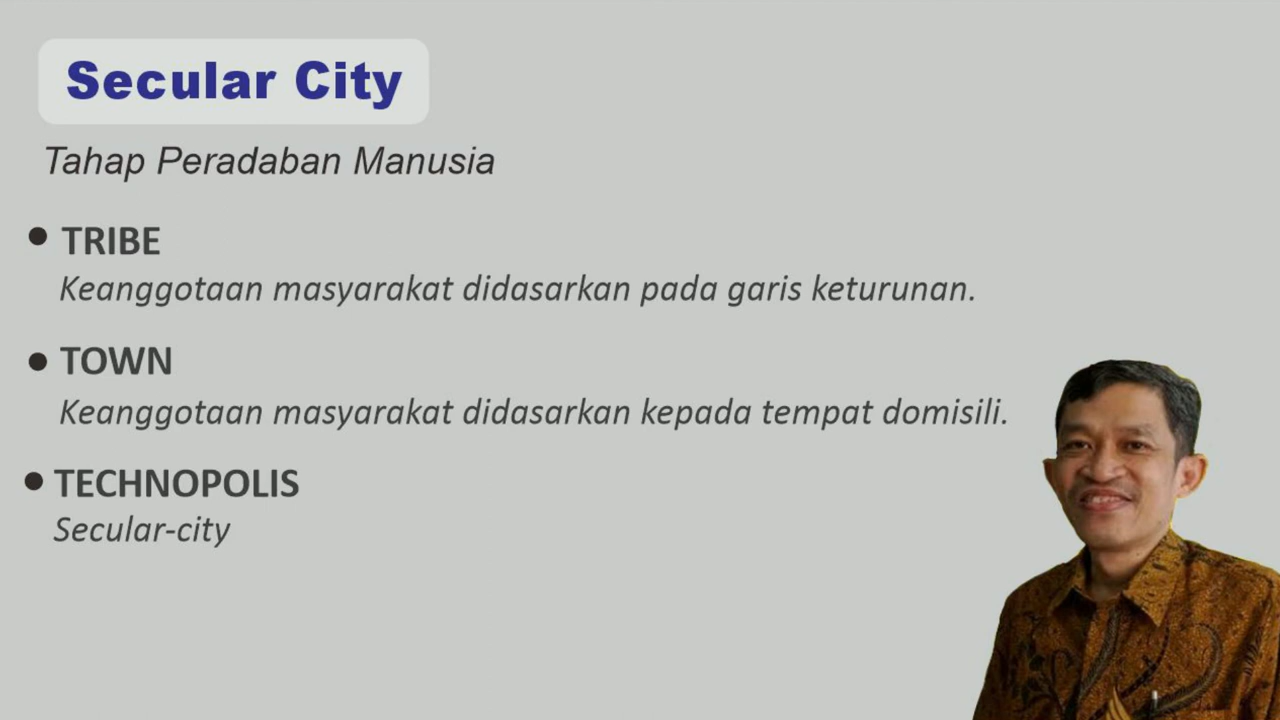 Secular City
Tahap Peradaban Manusia
TRIBE
Keanggotaan masyarakat didasarkan pada garis keturunan.
TOWN
Keanggotaan masyarakat didasarkan kepada tempat domisili.
TECHNOPOLIS
Secular-city